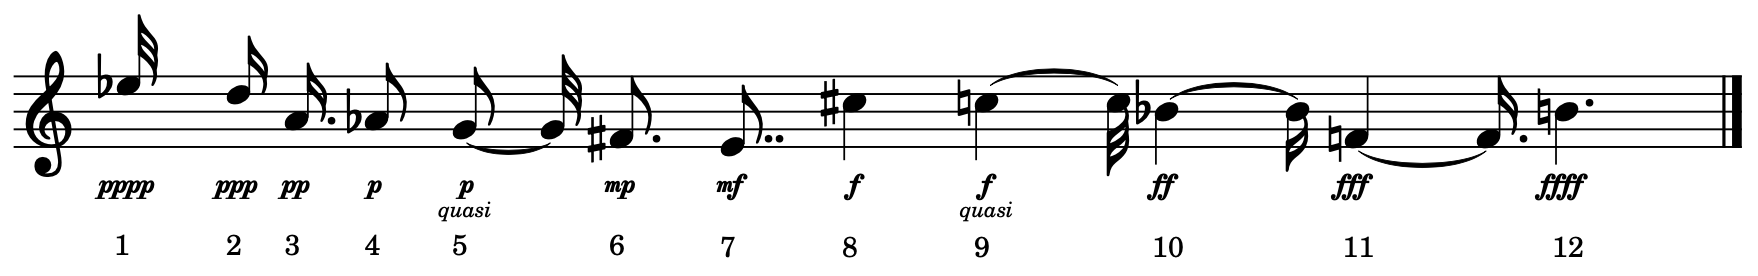 pppp ppp pp p p mp mf f f ff fff ffff
quasi quasi
1 2 3 4 5 6 7 8 9 10 11 12